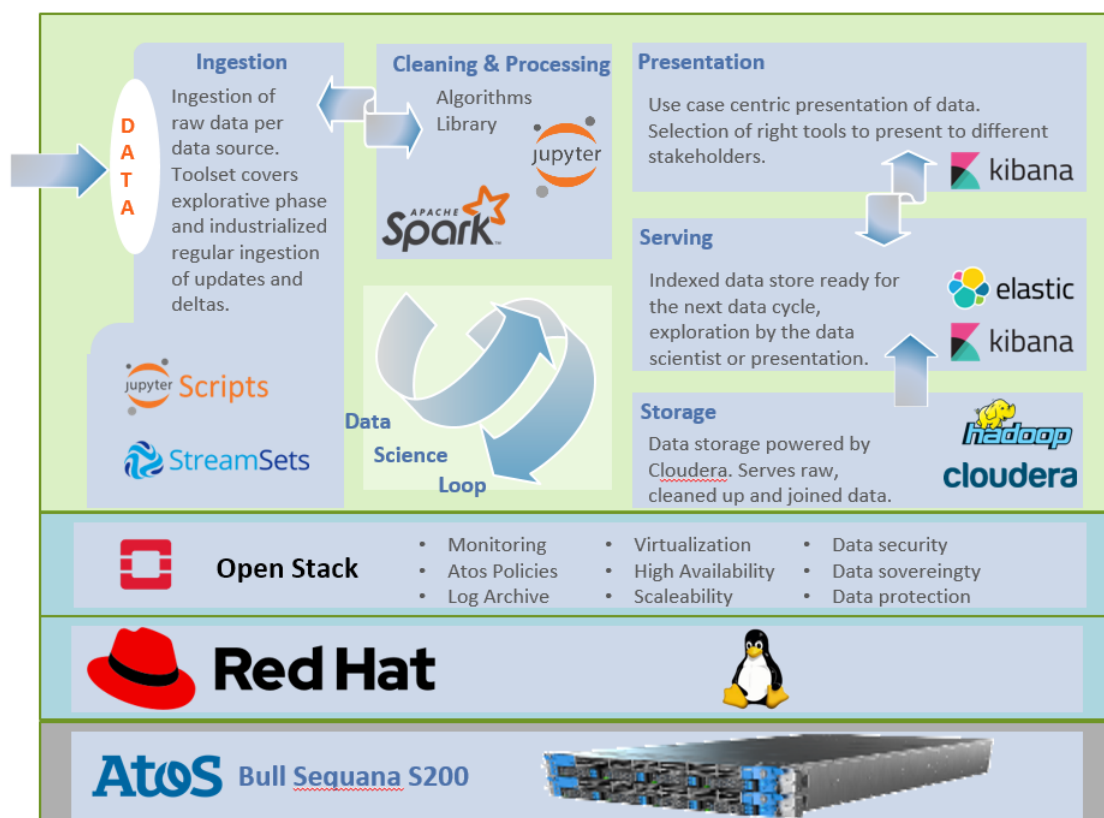 DATA
Ingestion
Ingestion of
raw data per
data source.
Toolset covers
explorative phase
and industrialized
regular ingestion
of updates and
deltas.
jupyter Scripts
StreamSets
Cleaning & Processing
Algorithms
Library
jupyter
APACHE
Spark™
Data
Science
Loop
Presentation
Use case centric presentation of data.
Selection of right tools to present to different
stakeholders.
kibana
Serving
Indexed data store ready for
the next data cycle,
exploration by the data
scientist or presentation.
elastic
kibana
Storage
Data storage powered by
Cloudera. Serves raw,
cleaned up and joined data.
hadoop
cloudera
Open Stack
• Monitoring
• Atos Policies
• Log Archive
• Virtualization
• High Availability
• Scaleability
• Data security
• Data sovereingty
• Data protection
Red Hat
Atos Bull Sequana S200